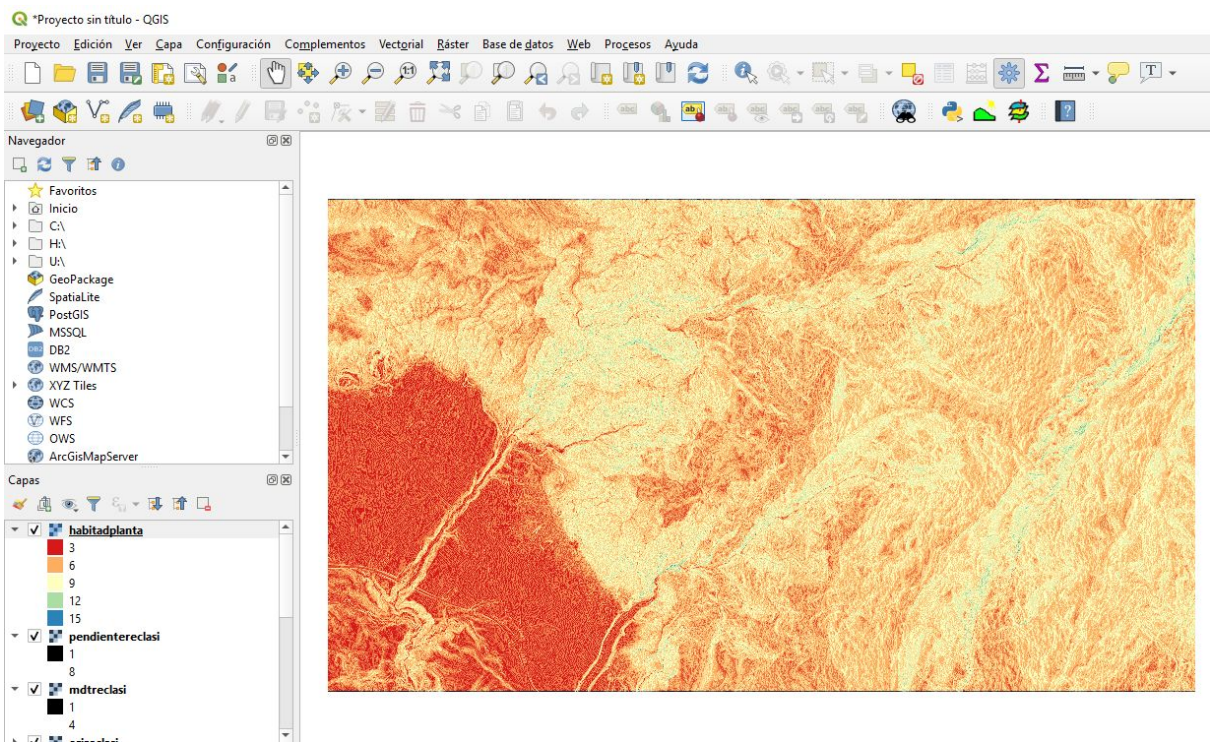 *Proyecto sin título - QGIS
Proyecto Edición Ver Capa Configuración Complementos Vectorial Ráster Base de datos Web Procesos Ayuda
Navegador
Favoritos
Inicio
C:\
H:\
U:\
GeoPackage
SpatiaLite
PostGIS
MSSQL
DB2
WMS/WMTS
XYZ Tiles
WCS
WFS
OWS
ArcGisMapServer
Capas
habitadplanta
3
6
9
12
15
pendientereclasi
1
8
mdtreclasi
1
4